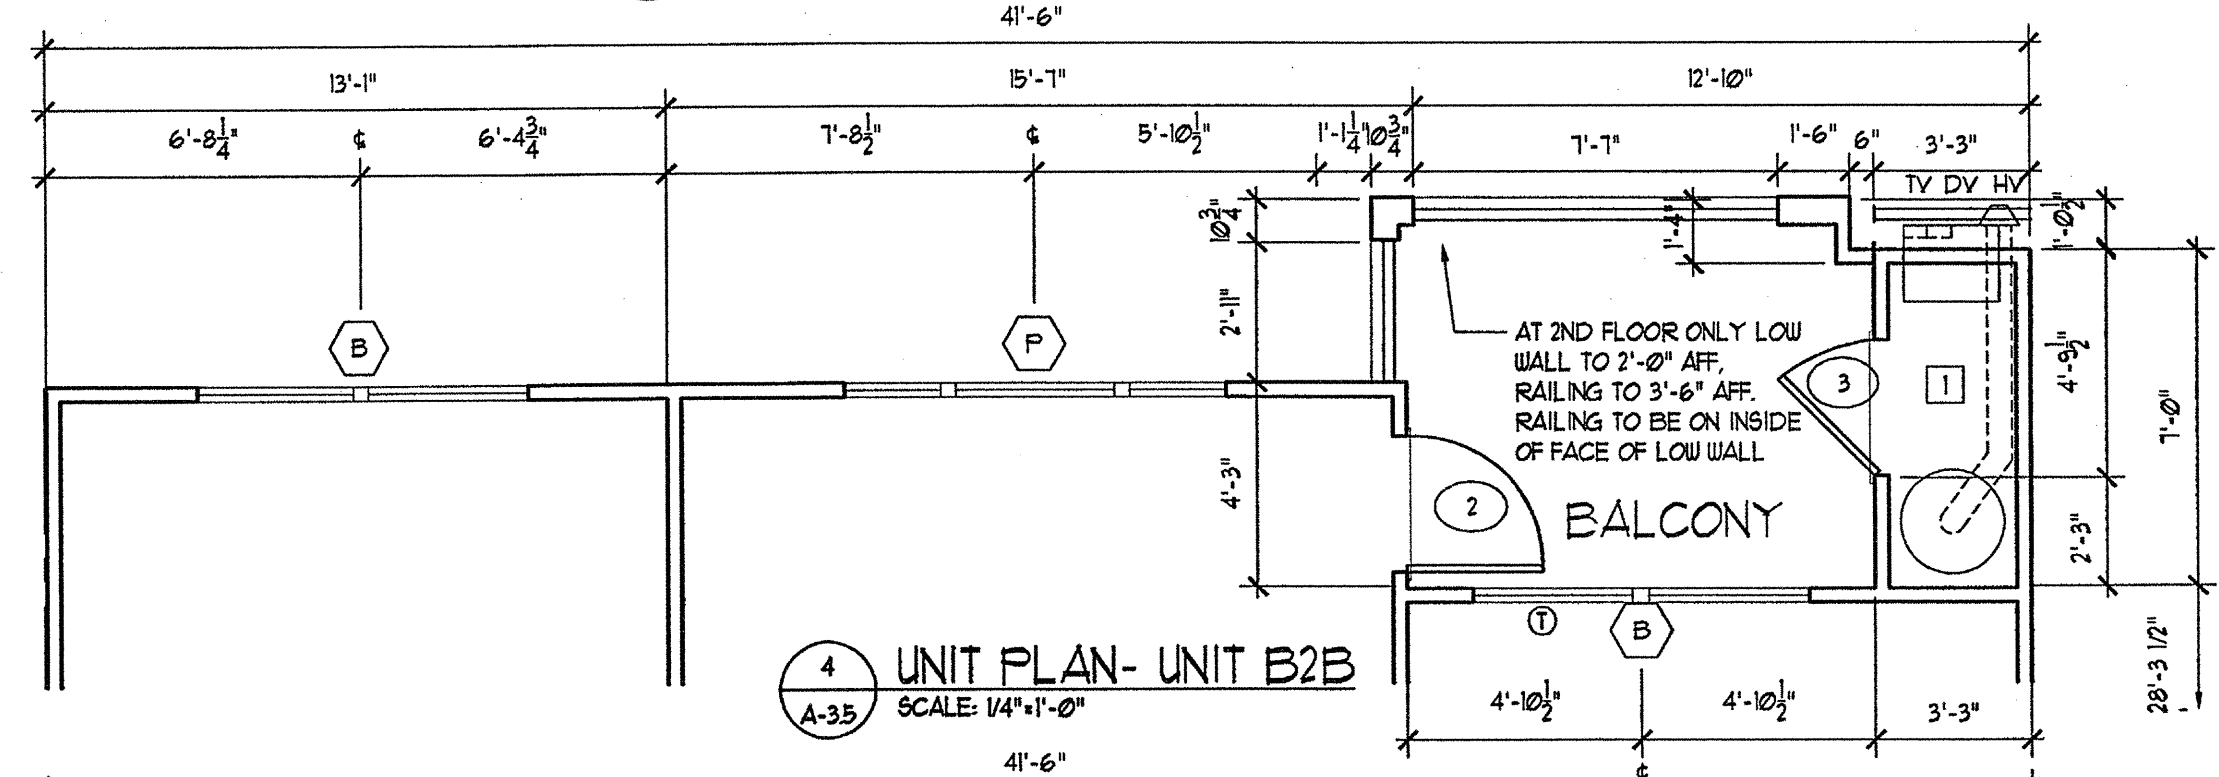 41'-6"
13'-1"
15'-7"
12'-10"
6'-8 1/4"
℄
6'-4 3/4"
7'-8 1/2"
℄
5'-10 1/2"
1'-1 1/4"
10 3/4"
7'-7"
1'-6"
6"
3'-3"
TV DV HV
10 3/4"
1'-4"
1'-0 1/2"
2'-11"
B
P
AT 2ND FLOOR ONLY LOW
WALL TO 2'-0" AFF,
RAILING TO 3'-6" AFF.
RAILING TO BE ON INSIDE
OF FACE OF LOW WALL
3
1
4'-9 1/2"
7'-0"
4'-3"
2
BALCONY
2'-3"
T
B
4
A-3.5
UNIT PLAN- UNIT B2B
SCALE: 1/4"=1'-0"
28'-3 1/2"
4'-10 1/2"
4'-10 1/2"
3'-3"
41'-6"
℄